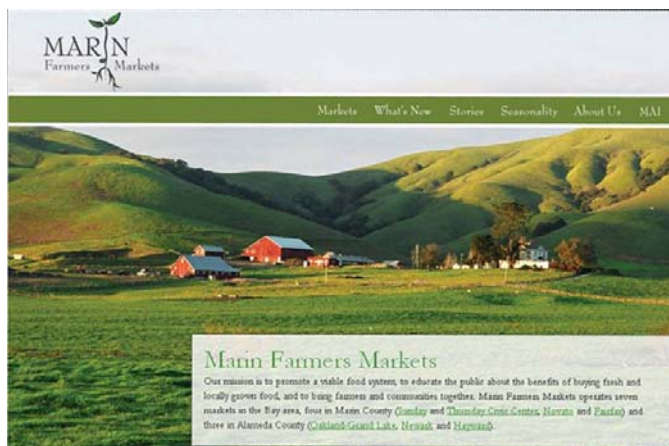 MARIN
Farmers Markets
Markets What's New Stories Seasonality About Us MAI
Marin Farmers Markets
Our mission is to promote a viable food system, to educate the public about the benefits of buying fresh and
locally grown food, and to bring farmers and communities together. Marin Farmers Markets operates seven
markets in the Bay area, four in Marin County (Sunday and Thursday Civic Center, Novato and Fairfax) and
three in Alameda County (Oakland-Grand Lake, Newark and Hayward).